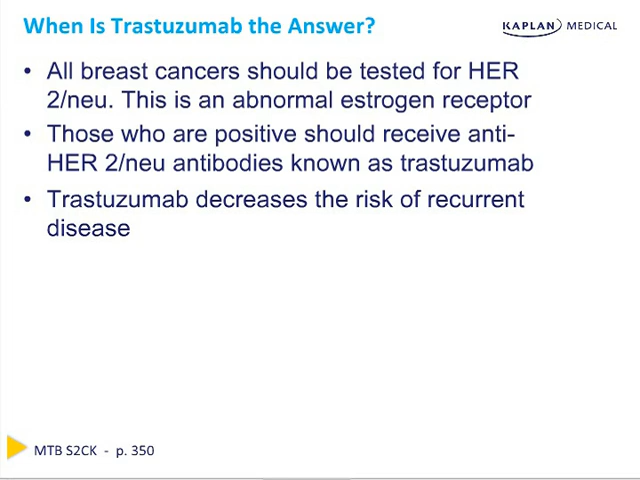 When Is Trastuzumab the Answer?
KAPLAN MEDICAL
• All breast cancers should be tested for HER
2/neu. This is an abnormal estrogen receptor
• Those who are positive should receive anti-
HER 2/neu antibodies known as trastuzumab
• Trastuzumab decreases the risk of recurrent
disease
MTB S2CK - p. 350